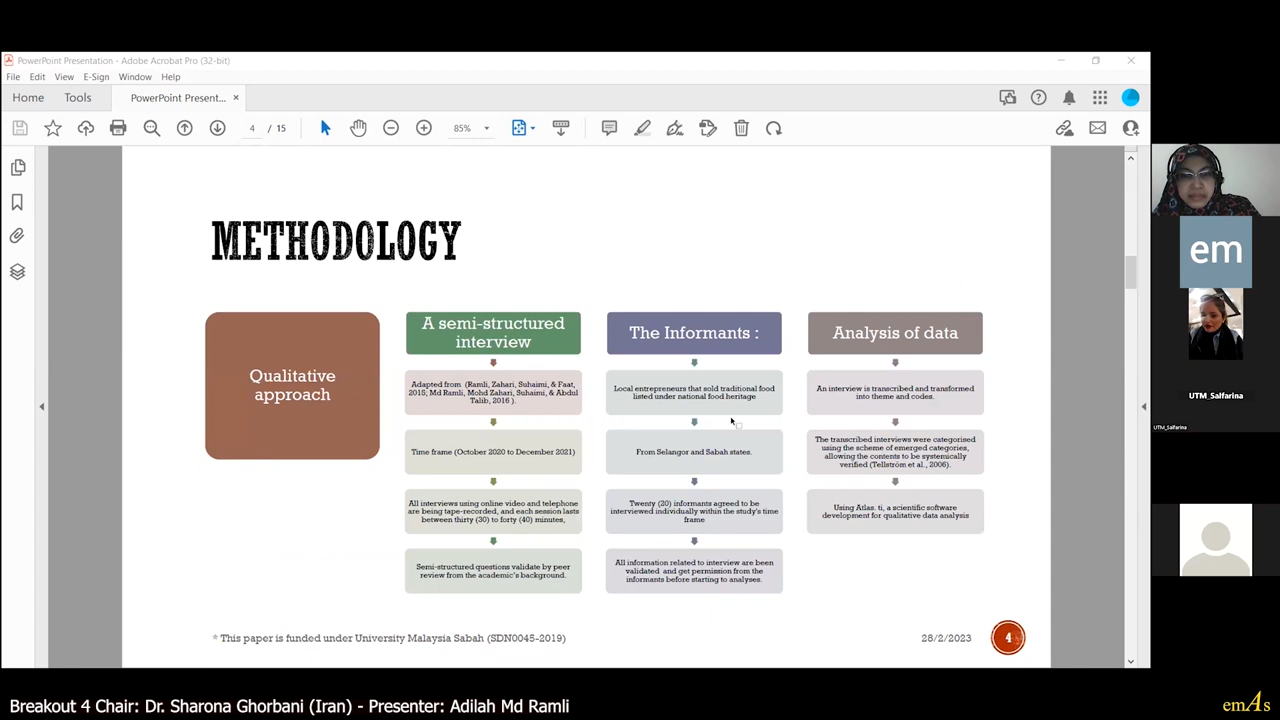 PowerPoint Presentation - Adobe Acrobat Pro (32-bit)
File Edit View E-Sign Window Help
Home Tools PowerPoint Present... ×
4 / 15 85%
METHODOLOGY
Qualitative
approach
A semi-structured
interview
Adapted from (Ramli, Zahari, Suhaimi, & Faat,
2015; Md Ramli, Mohd Zahari, Suhaimi, & Abdul
Talib, 2016 ).
Time frame (October 2020 to December 2021)
All interviews using online video and telephone
are being tape-recorded, and each session lasts
between thirty (30) to forty (40) minutes,
Semi-structured questions validate by peer
review from the academic's background.
The Informants :
Local entrepreneurs that sold traditional food
listed under national food heritage
From Selangor and Sabah states.
Twenty (20) informants agreed to be
interviewed individually within the study's time
frame
All information related to interview are been
validated and get permission from the
informants before starting to analyses.
Analysis of data
An interview is transcribed and transformed
into theme and codes.
The transcribed interviews were categorised
using the scheme of emerged categories,
allowing the contents to be systemically
verified (Tellström et al., 2006).
Using Atlas. ti, a scientific software
development for qualitative data analysis
* This paper is funded under University Malaysia Sabah (SDN0045-2019)
28/2/2023
4
em
UTM_Salfarina
UTM_Salfarina
Breakout 4 Chair: Dr. Sharona Ghorbani (Iran) - Presenter: Adilah Md Ramli
emAs